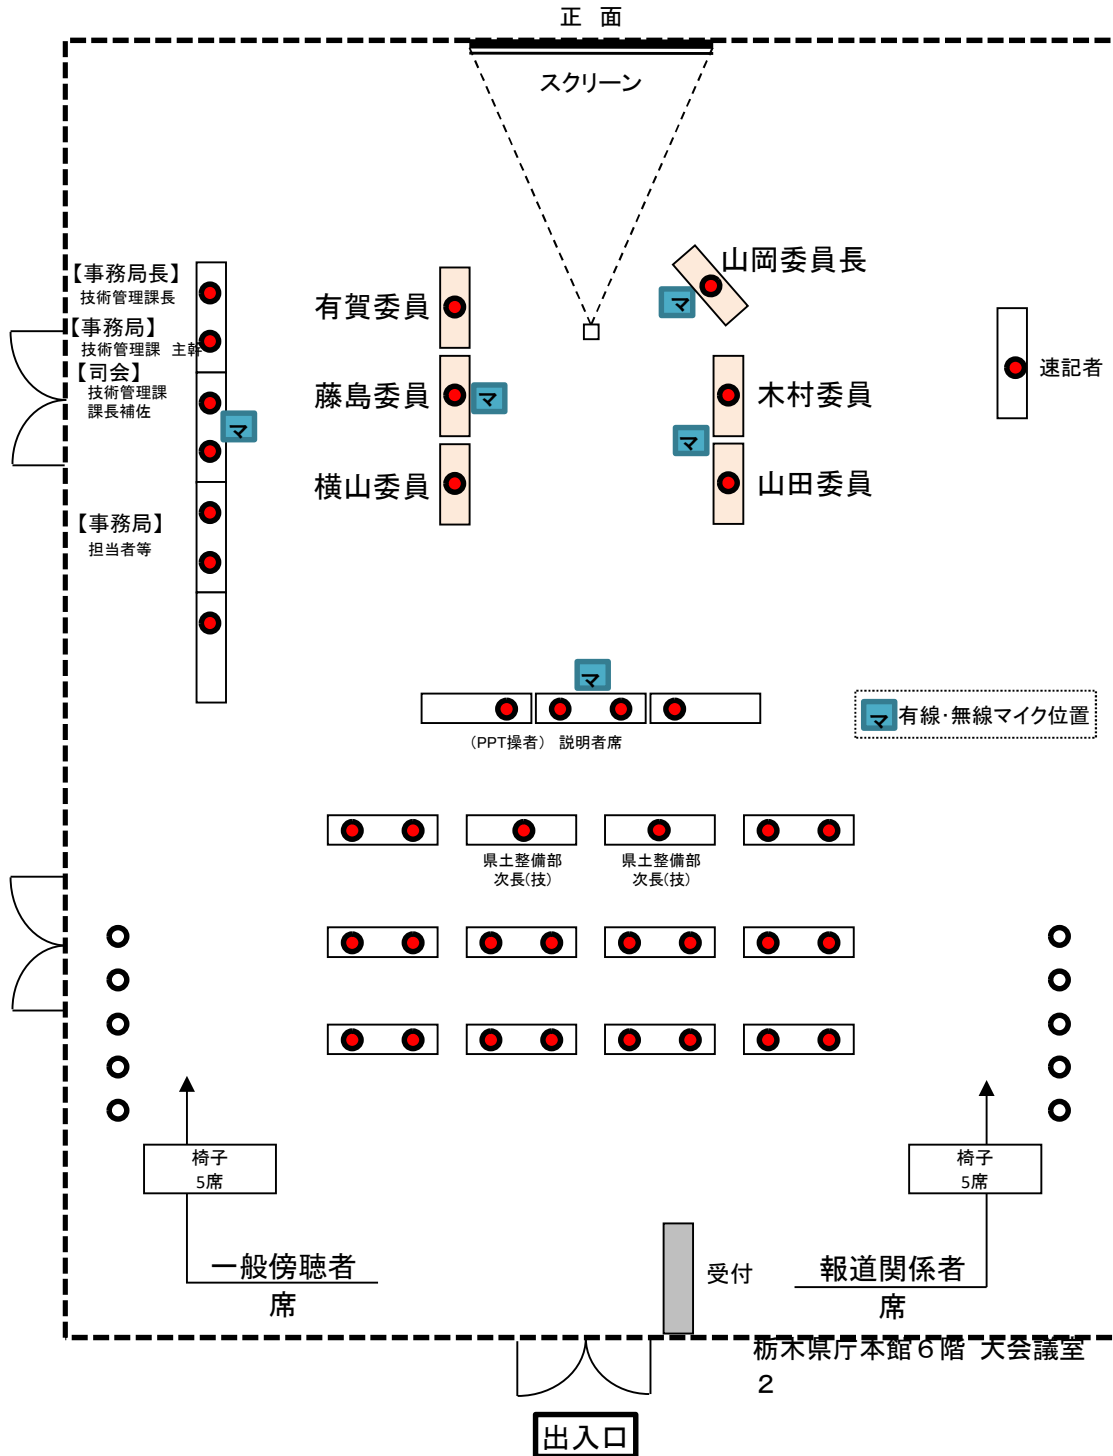 正 面
スクリーン
山岡委員長
【事務局長】
技術管理課長
有賀委員
【事務局】
技術管理課 主幹
マ
速記者
【司会】
技術管理課
課長補佐
藤島委員
マ
木村委員
マ
マ
横山委員
山田委員
【事務局】
担当者等
マ
マ 有線・無線マイク位置
（PPT操者） 説明者席
県土整備部
次長(技)
県土整備部
次長(技)
椅子
5席
椅子
5席
一般傍聴者
席
受付
報道関係者
席
栃木県庁本館６階 大会議室
２
出入口